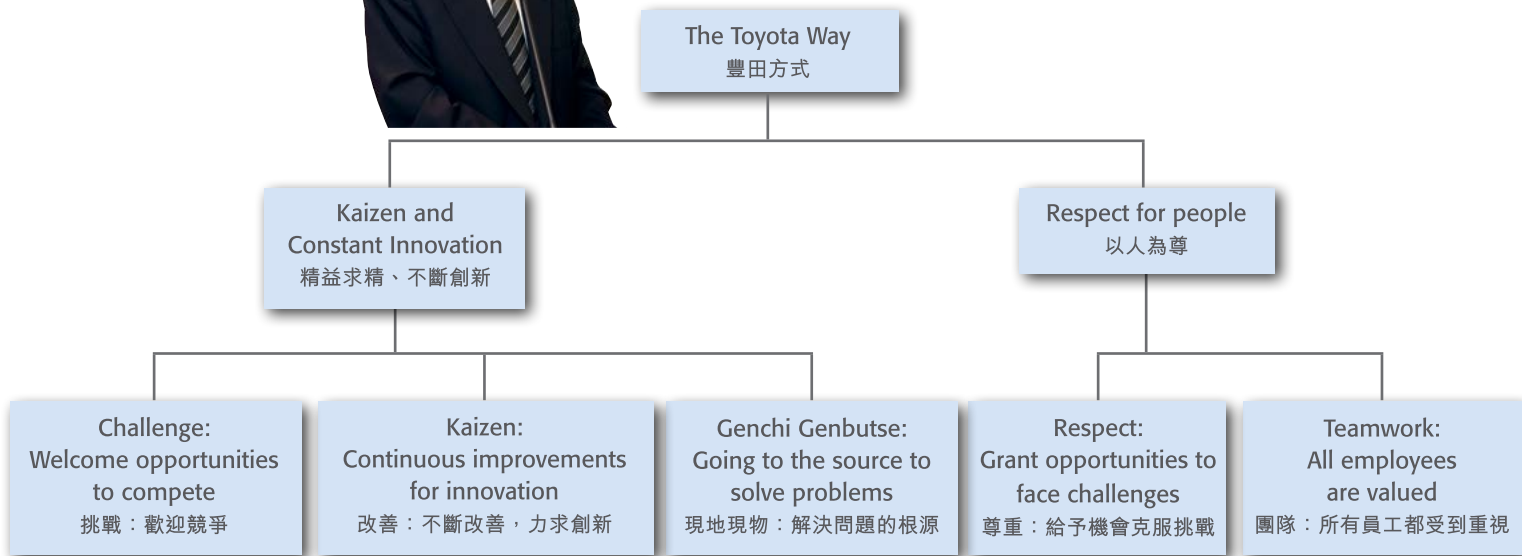 The Toyota Way
豐田方式
Kaizen and
Constant Innovation
精益求精、不斷創新
Respect for people
以人為尊
Challenge:
Welcome opportunities
to compete
挑戰：歡迎競爭
Kaizen:
Continuous improvements
for innovation
改善：不斷改善，力求創新
Genchi Genbutse:
Going to the source to
solve problems
現地現物：解決問題的根源
Respect:
Grant opportunities to
face challenges
尊重：給予機會克服挑戰
Teamwork:
All employees
are valued
團隊：所有員工都受到重視